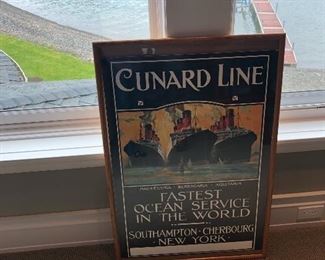 CUNARD LINE
MAURETANIA · BERENGARIA · AQUITANIA
FASTEST
OCEAN SERVICE
IN THE WORLD
SOUTHAMPTON · CHERBOURG
· NEW YORK ·